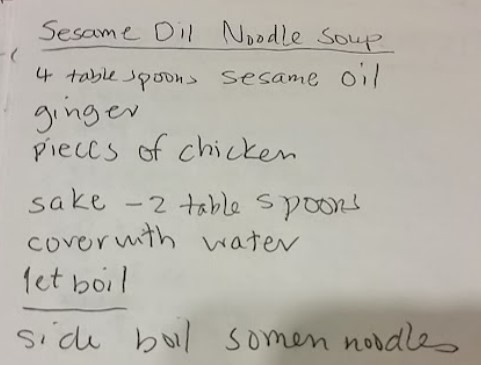 Sesame Oil Noodle Soup
4 table spoons sesame oil
ginger
pieces of chicken
sake - 2 table spoons
cover with water
let boil
side boil somen noodles